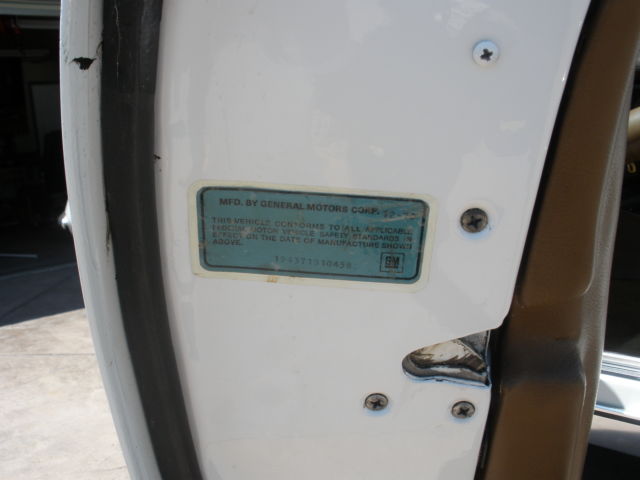 MFD. BY GENERAL MOTORS CORP.
THIS VEHICLE CONFORMS TO ALL APPLICABLE
FEDERAL MOTOR VEHICLE SAFETY STANDARDS IN
EFFECT ON THE DATE OF MANUFACTURE SHOWN
ABOVE.
GM